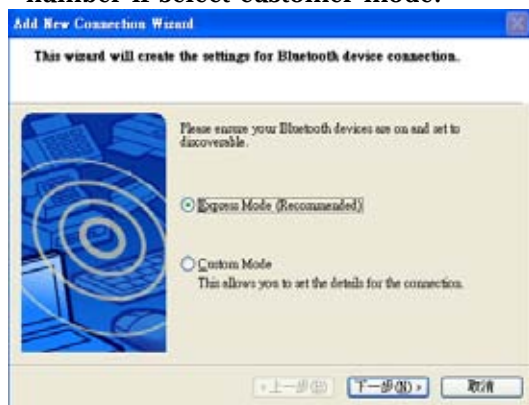 number if select customer mode.
Add New Connection Wizard
This wizard will create the settings for Bluetooth device connection.
Please ensure your Bluetooth devices are on and set to
discoverable.
Express Mode (Recommended)
Custom Mode
This allows you to set the details for the connection.
<上一步(B) 下一步(N)> 取消